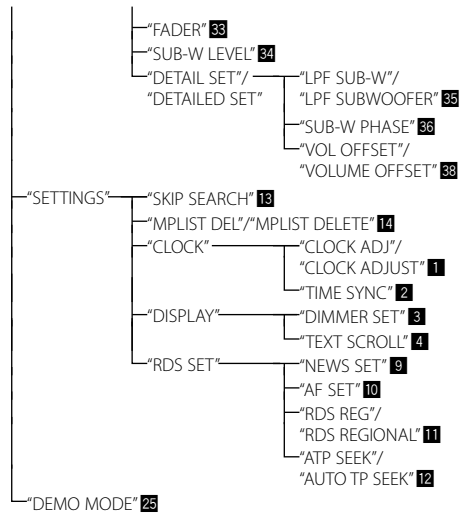 “FADER” 33
“SUB-W LEVEL” 34
“DETAIL SET”/
“DETAILED SET”
“LPF SUB-W”/
“LPF SUBWOOFER” 35
“SUB-W PHASE” 36
“VOL OFFSET”/
“VOLUME OFFSET” 38
“SETTINGS”
“SKIP SEARCH” 13
“MPLIST DEL”/“MPLIST DELETE” 14
“CLOCK”
“CLOCK ADJ”/
“CLOCK ADJUST” 1
“TIME SYNC” 2
“DISPLAY”
“DIMMER SET” 3
“TEXT SCROLL” 4
“RDS SET”
“NEWS SET” 9
“AF SET” 10
“RDS REG”/
“RDS REGIONAL” 11
“ATP SEEK”/
“AUTO TP SEEK” 12
“DEMO MODE” 25